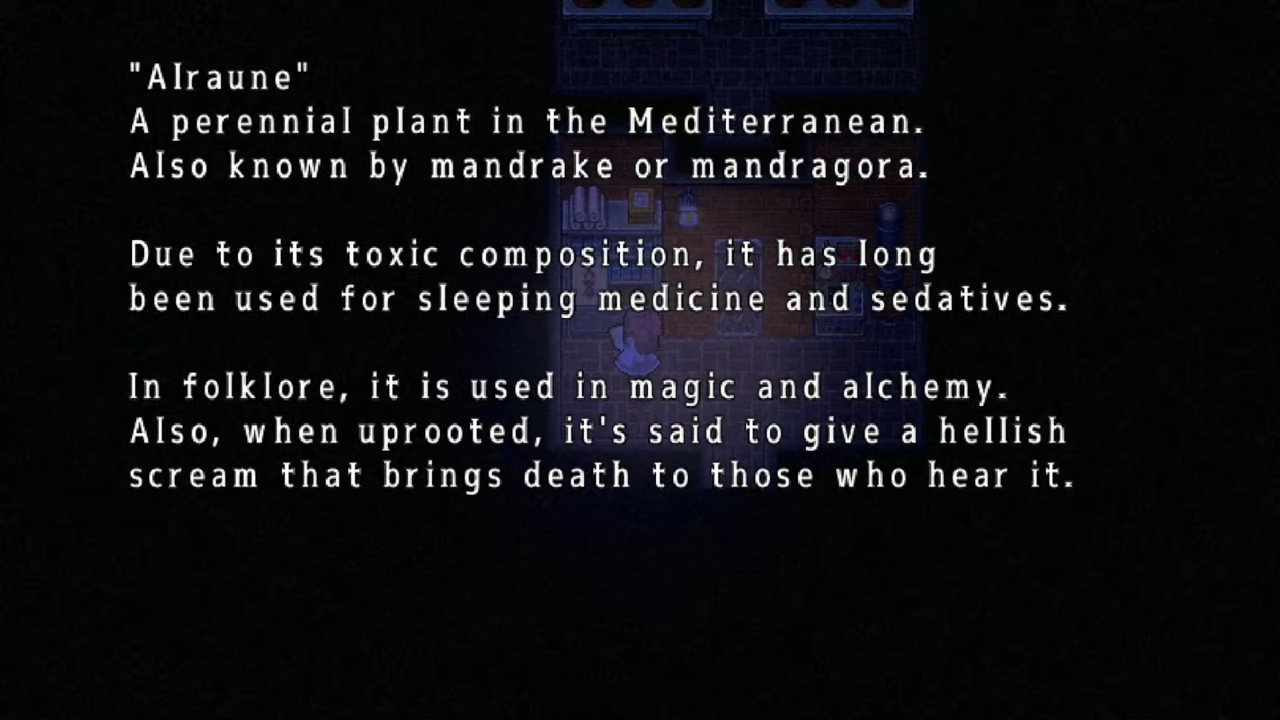 "Alraune"
A perennial plant in the Mediterranean.
Also known by mandrake or mandragora.
Due to its toxic composition, it has long
been used for sleeping medicine and sedatives.
In folklore, it is used in magic and alchemy.
Also, when uprooted, it's said to give a hellish
scream that brings death to those who hear it.